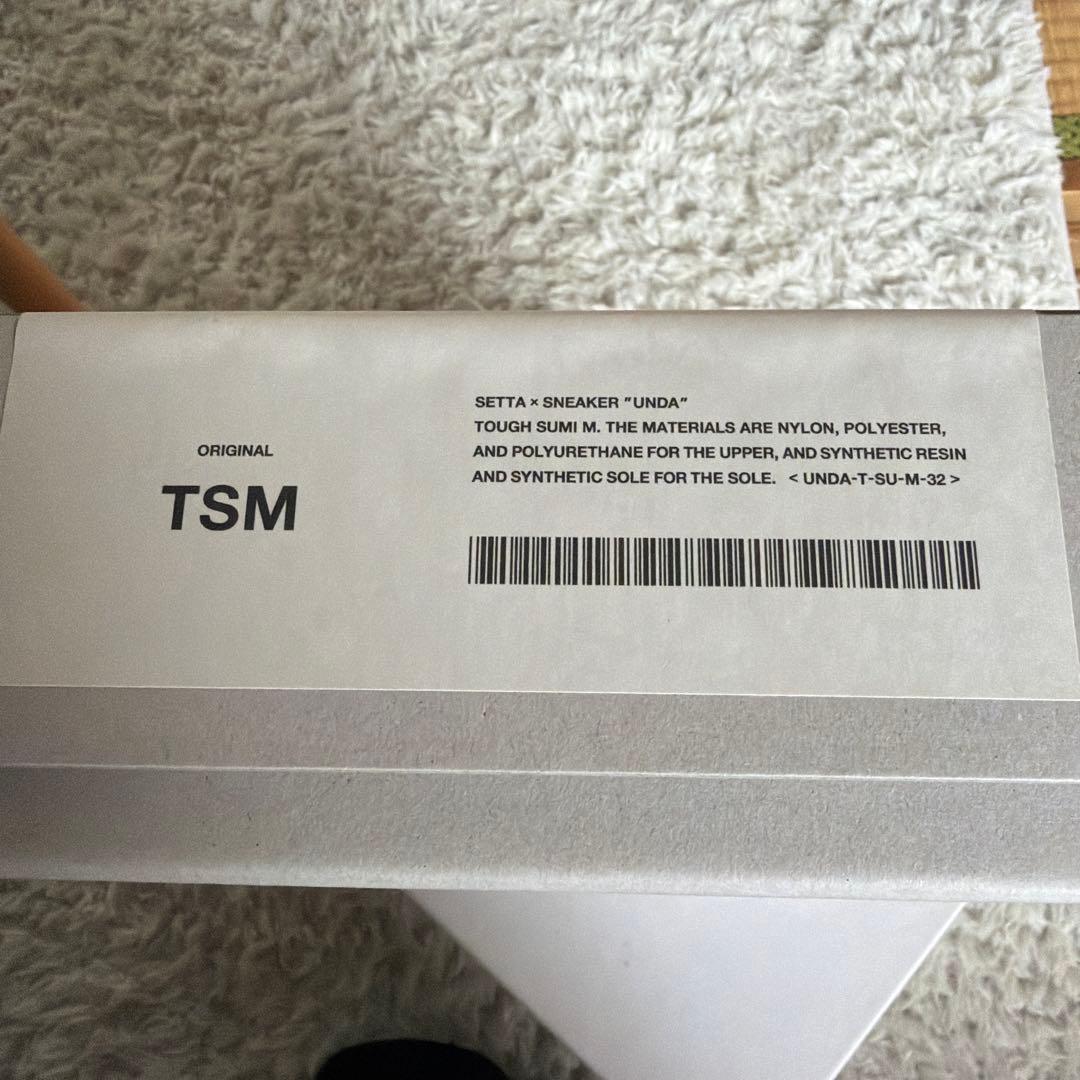 ORIGINAL
TSM
SETTA × SNEAKER "UNDA"
TOUGH SUMI M. THE MATERIALS ARE NYLON, POLYESTER,
AND POLYURETHANE FOR THE UPPER, AND SYNTHETIC RESIN
AND SYNTHETIC SOLE FOR THE SOLE. < UNDA-T-SU-M-32 >